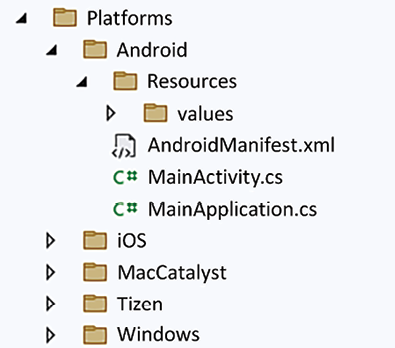 Platforms
Android
Resources
values
AndroidManifest.xml
C# MainActivity.cs
C# MainApplication.cs
iOS
MacCatalyst
Tizen
Windows